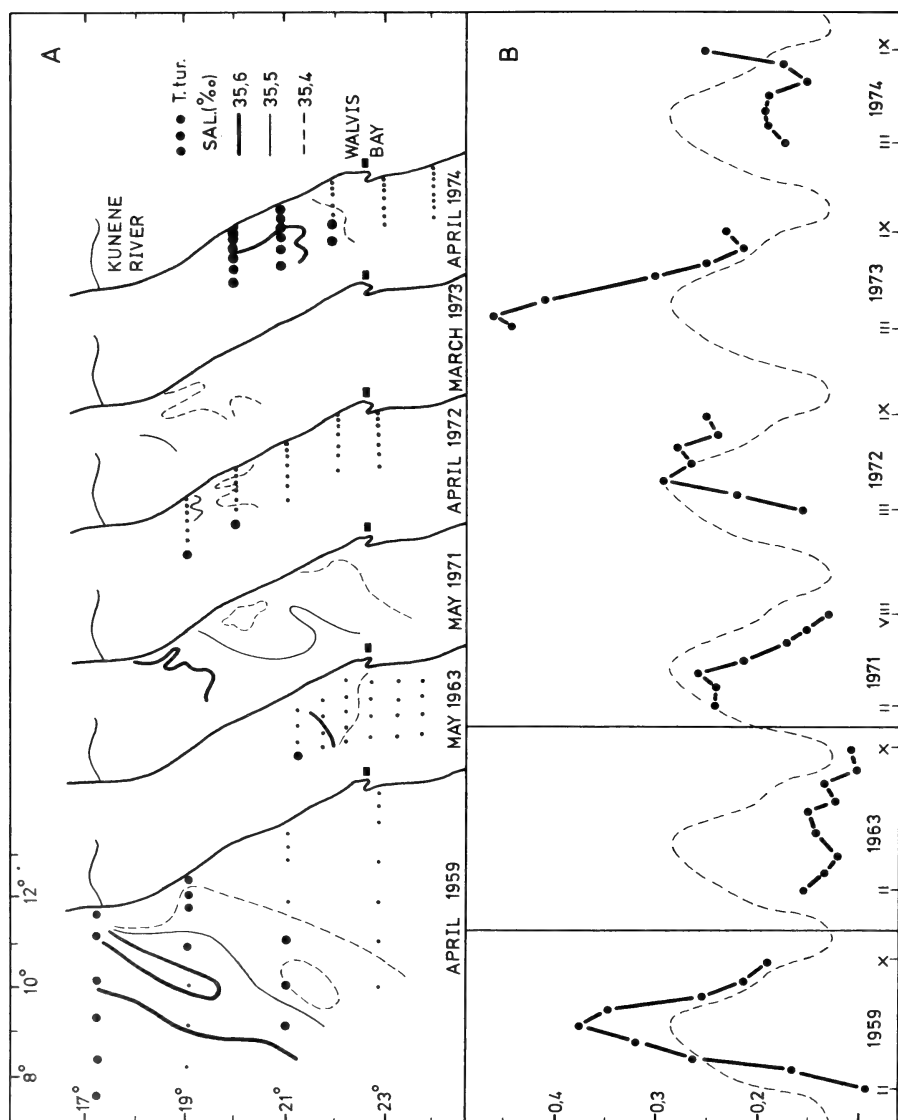 A
T. tur.
SAL.(‰)
35,6
35,5
35,4
WALVIS
BAY
KUNENE
RIVER
APRIL 1959
MAY 1963
MAY 1971
APRIL 1972
MARCH 1973
APRIL 1974
8°
10°
12°
-17°
-19°
-21°
-23°
B
-0,4
-0,3
-0,2
II
X
1959
II
X
1963
II
VIII
1971
III
IX
1972
III
IX
1973
III
IX
1974